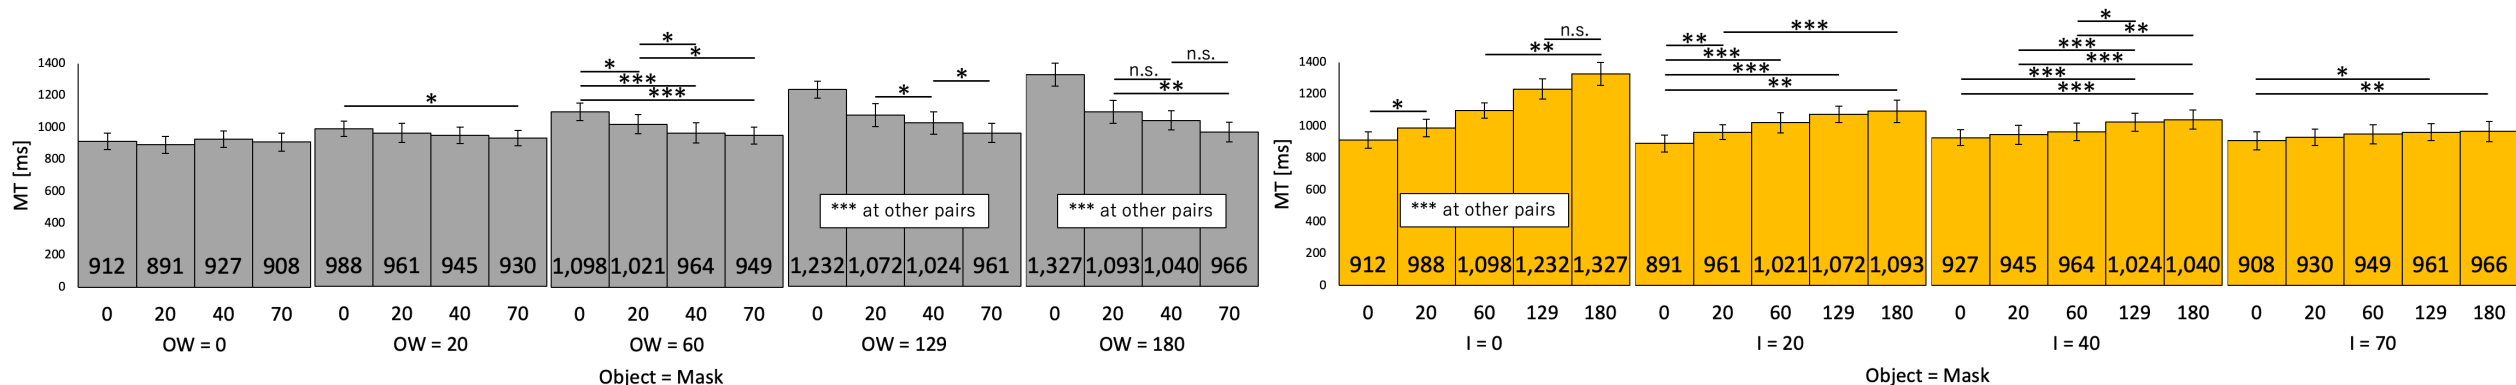 MT [ms]
1400
1200
1000
800
600
400
200
0
*
*
*
*
***
***
*
*
n.s.
n.s.
**
*** at other pairs
*** at other pairs
912 891 927 908 988 961 945 930 1,098 1,021 964 949 1,232 1,072 1,024 961 1,327 1,093 1,040 966
0 20 40 70 0 20 40 70 0 20 40 70 0 20 40 70 0 20 40 70
OW = 0 OW = 20 OW = 60 OW = 129 OW = 180
Object = Mask
MT [ms]
1400
1200
1000
800
600
400
200
0
*
n.s.
**
***
**
***
***
**
*
**
***
***
***
***
*
**
*** at other pairs
912 988 1,098 1,232 1,327 891 961 1,021 1,072 1,093 927 945 964 1,024 1,040 908 930 949 961 966
0 20 60 129 180 0 20 60 129 180 0 20 60 129 180 0 20 60 129 180
I = 0 I = 20 I = 40 I = 70
Object = Mask